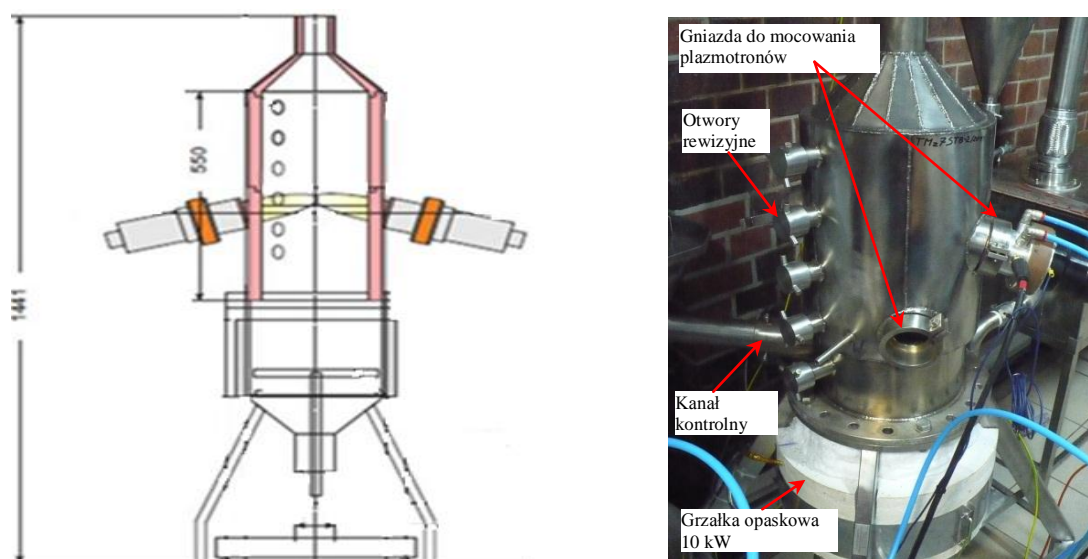 550
1441
Gniazda do mocowania
plazmotronów
Otwory
rewizyjne
Kanał
kontrolny
Grzałka opaskowa
10 kW